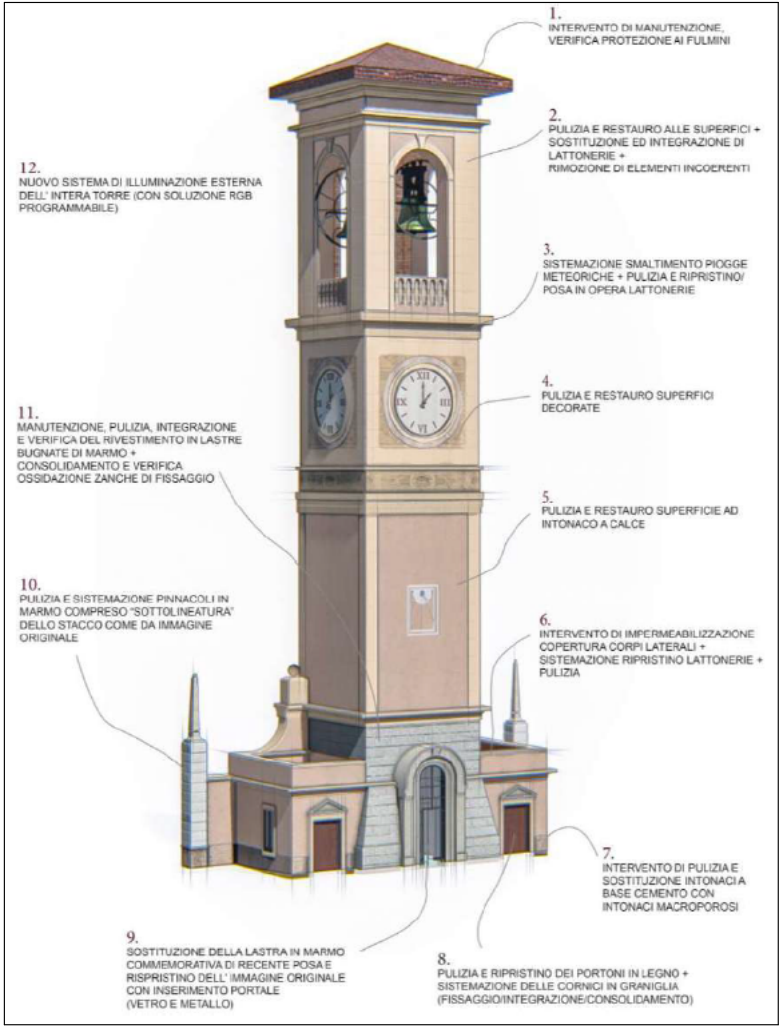 1.
INTERVENTO DI MANUTENZIONE,
VERIFICA PROTEZIONE AI FULMINI
2.
PULIZIA E RESTAURO ALLE SUPERFICI +
SOSTITUZIONE ED INTEGRAZIONE DI
LATTONERIE +
RIMOZIONE DI ELEMENTI INCOERENTI
12.
NUOVO SISTEMA DI ILLUMINAZIONE ESTERNA
DELL' INTERA TORRE (CON SOLUZIONE RGB
PROGRAMMABILE)
3.
SISTEMAZIONE SMALTIMENTO PIOGGE
METEORICHE + PULIZIA E RIPRISTINO/
POSA IN OPERA LATTONERIE
XII
III
VI
IX
4.
PULIZIA E RESTAURO SUPERFICI
DECORATE
11.
MANUTENZIONE, PULIZIA, INTEGRAZIONE
E VERIFICA DEL RIVESTIMENTO IN LASTRE
BUGNATE DI MARMO +
CONSOLIDAMENTO E VERIFICA
OSSIDAZIONE ZANCHE DI FISSAGGIO
5.
PULIZIA E RESTAURO SUPERFICIE AD
INTONACO A CALCE
10.
PULIZIA E SISTEMAZIONE PINNACOLI IN
MARMO COMPRESO "SOTTOLINEATURA"
DELLO STACCO COME DA IMMAGINE
ORIGINALE
6.
INTERVENTO DI IMPERMEABILIZZAZIONE
COPERTURA CORPI LATERALI +
SISTEMAZIONE RIPRISTINO LATTONERIE +
PULIZIA
7.
INTERVENTO DI PULIZIA E
SOSTITUZIONE INTONACI A
BASE CEMENTO CON
INTONACI MACROPOROSI
9.
SOSTITUZIONE DELLA LASTRA IN MARMO
COMMEMORATIVA DI RECENTE POSA E
RISPRISTINO DELL' IMMAGINE ORIGINALE
CON INSERIMENTO PORTALE
(VETRO E METALLO)
8.
PULIZIA E RIPRISTINO DEI PORTONI IN LEGNO +
SISTEMAZIONE DELLE CORNICI IN GRANIGLIA
(FISSAGGIO/INTEGRAZIONE/CONSOLIDAMENTO)